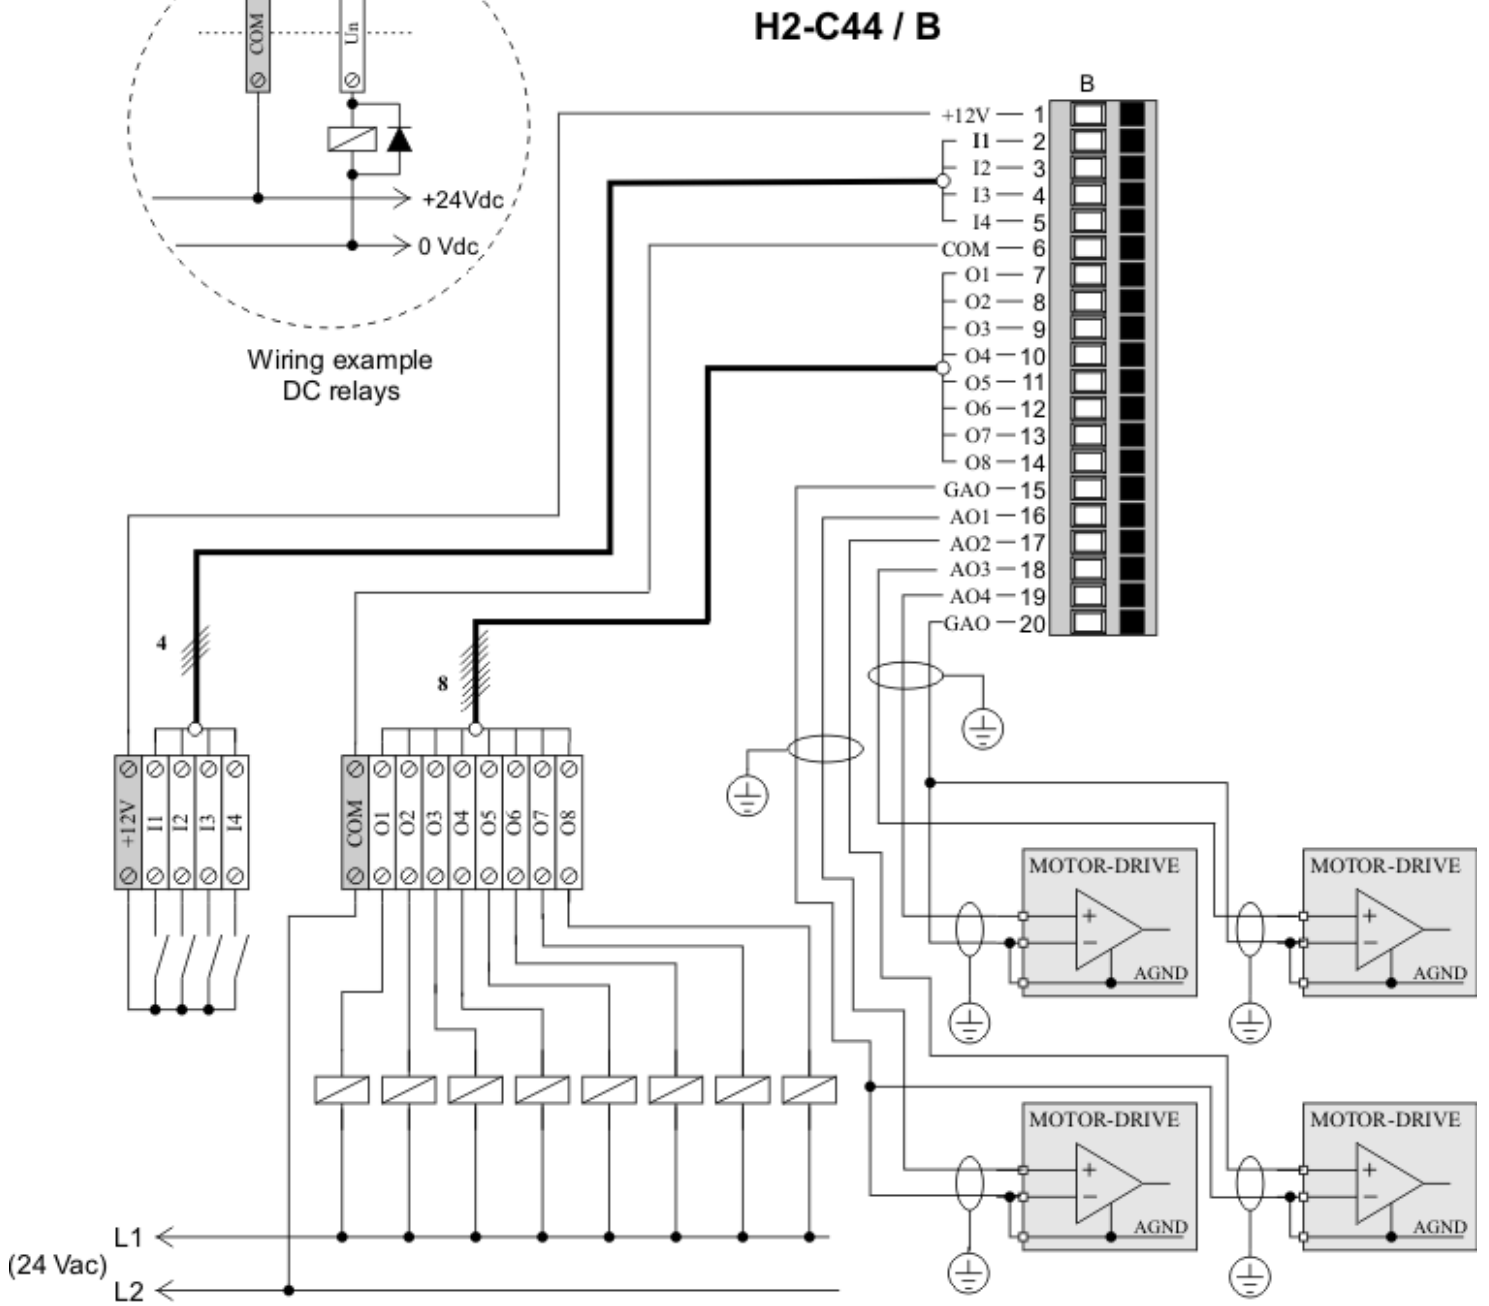 H2-C44 / B
COM
Un
+24Vdc
0 Vdc
Wiring example
DC relays
B
+12V 1
I1 2
I2 3
I3 4
I4 5
COM 6
O1 7
O2 8
O3 9
O4 10
O5 11
O6 12
O7 13
O8 14
GAO 15
AO1 16
AO2 17
AO3 18
AO4 19
GAO 20
4
8
+12V I1 I2 I3 I4
COM O1 O2 O3 O4 O5 O6 O7 O8
MOTOR-DRIVE
+
−
AGND
MOTOR-DRIVE
+
−
AGND
MOTOR-DRIVE
+
−
AGND
MOTOR-DRIVE
+
−
AGND
L1
(24 Vac)
L2